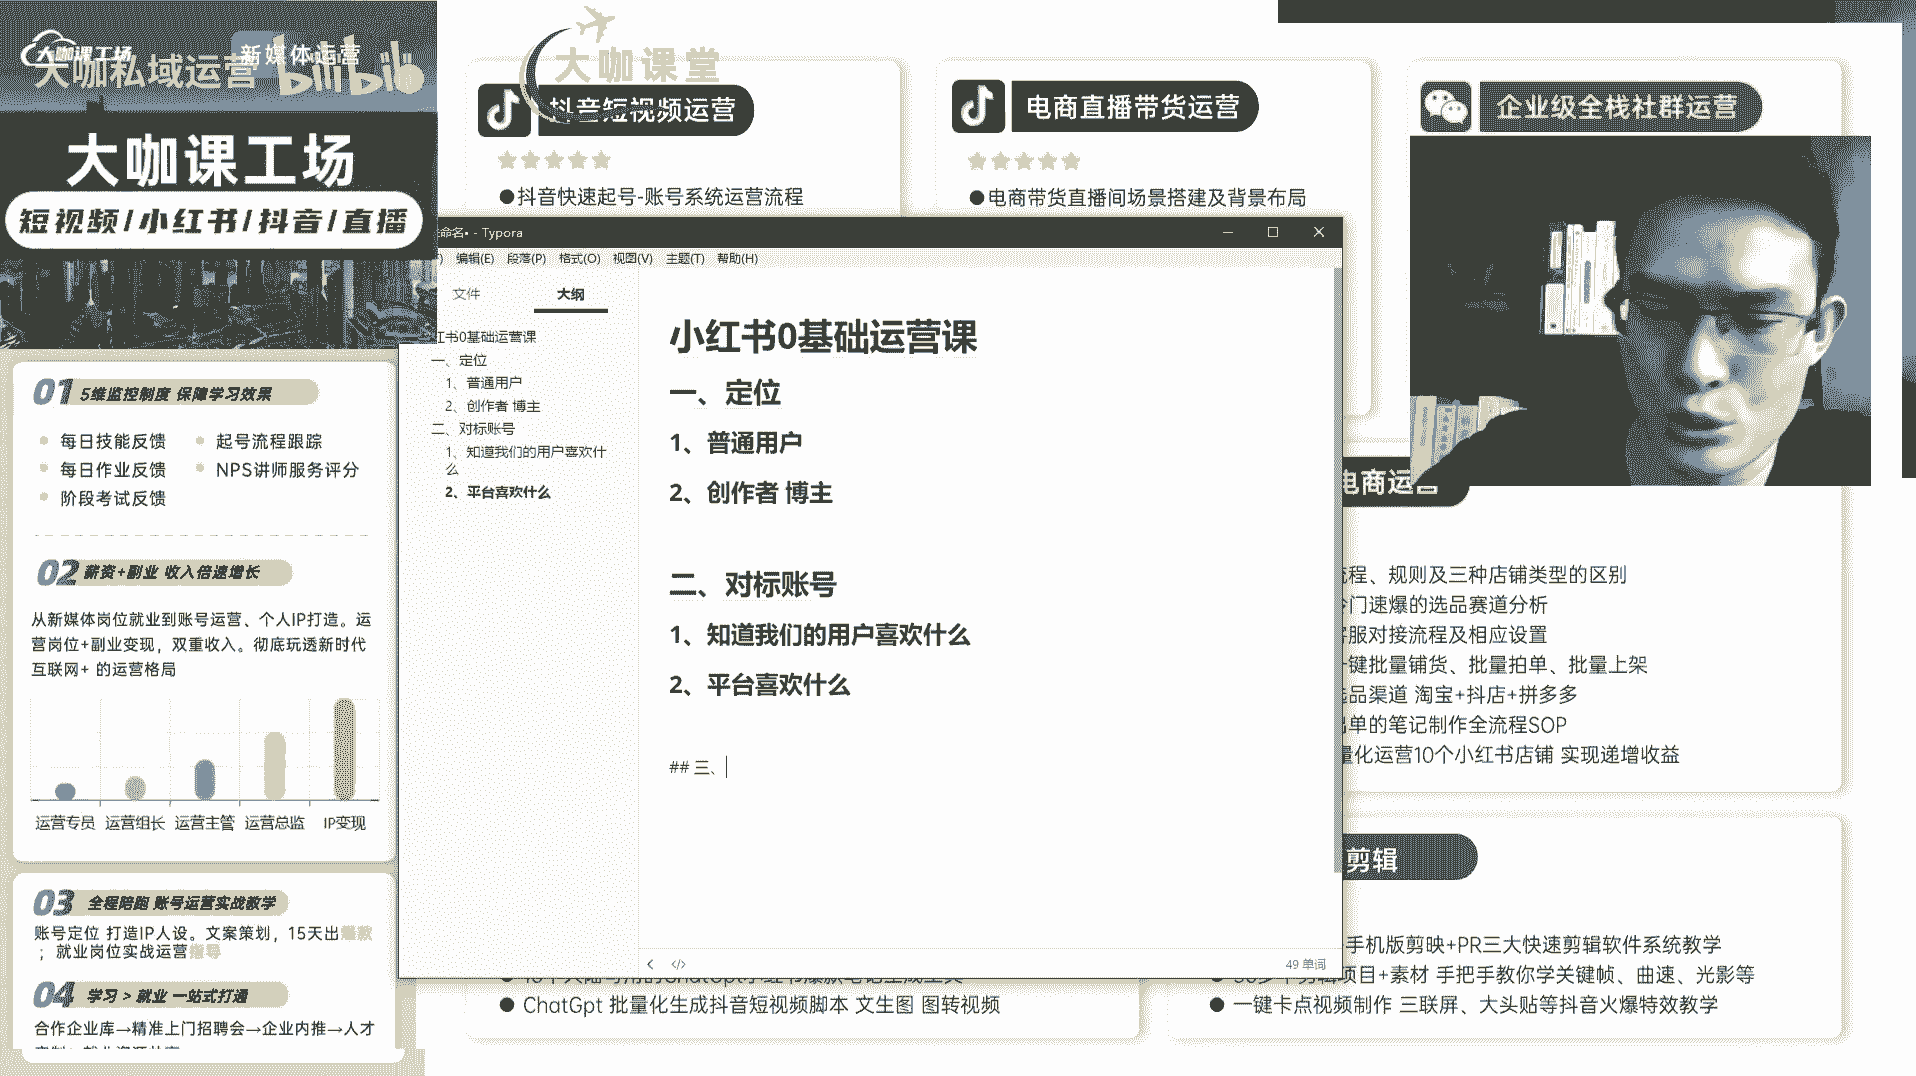 大咖课工场
新媒体运营
大咖私域运营
bilibili
大咖课工场
短视频/小红书/抖音/直播
01 5维监控制度 保障学习效果
每日技能反馈
起号流程跟踪
每日作业反馈
NPS讲师服务评分
阶段考试反馈
02 薪资+副业 收入倍速增长
从新媒体岗位就业到账号运营、个人IP打造。运
营岗位+副业变现，双重收入。彻底玩透新时代
互联网+ 的运营格局
运营专员 运营组长 运营主管 运营总监 IP变现
03 全程陪跑 账号运营实战教学
账号定位 打造IP人设。文案策划，15天出爆款
；就业岗位实战运营指导
04 学习 > 就业 一站式打通
合作企业库→精准上门招聘会→企业内推→人才
大咖课堂
抖音短视频运营
●抖音快速起号-账号系统运营流程
电商直播带货运营
●电商带货直播间场景搭建及背景布局
企业级全栈社群运营
命名• - Typora
编辑(E) 段落(P) 格式(O) 视图(V) 主题(T) 帮助(H)
文件 大纲
红书0基础运营课
一、定位
1、普通用户
2、创作者 博主
二、对标账号
1、知道我们的用户喜欢什
么
2、平台喜欢什么
小红书0基础运营课
一、定位
1、普通用户
2、创作者 博主
二、对标账号
1、知道我们的用户喜欢什么
2、平台喜欢什么
## 三、
</> 49 单词
电商运营
流程、规则及三种店铺类型的区别
冷门速爆的选品赛道分析
客服对接流程及相应设置
一键批量铺货、批量拍单、批量上架
选品渠道 淘宝+抖店+拼多多
出单的笔记制作全流程SOP
量化运营10个小红书店铺 实现递增收益
剪辑
手机版剪映+PR三大快速剪辑软件系统教学
项目+素材 手把手教你学关键帧、曲速、光影等
● 一键卡点视频制作 三联屏、大头贴等抖音火爆特效教学
● ChatGpt 批量化生成抖音短视频脚本 文生图 图转视频